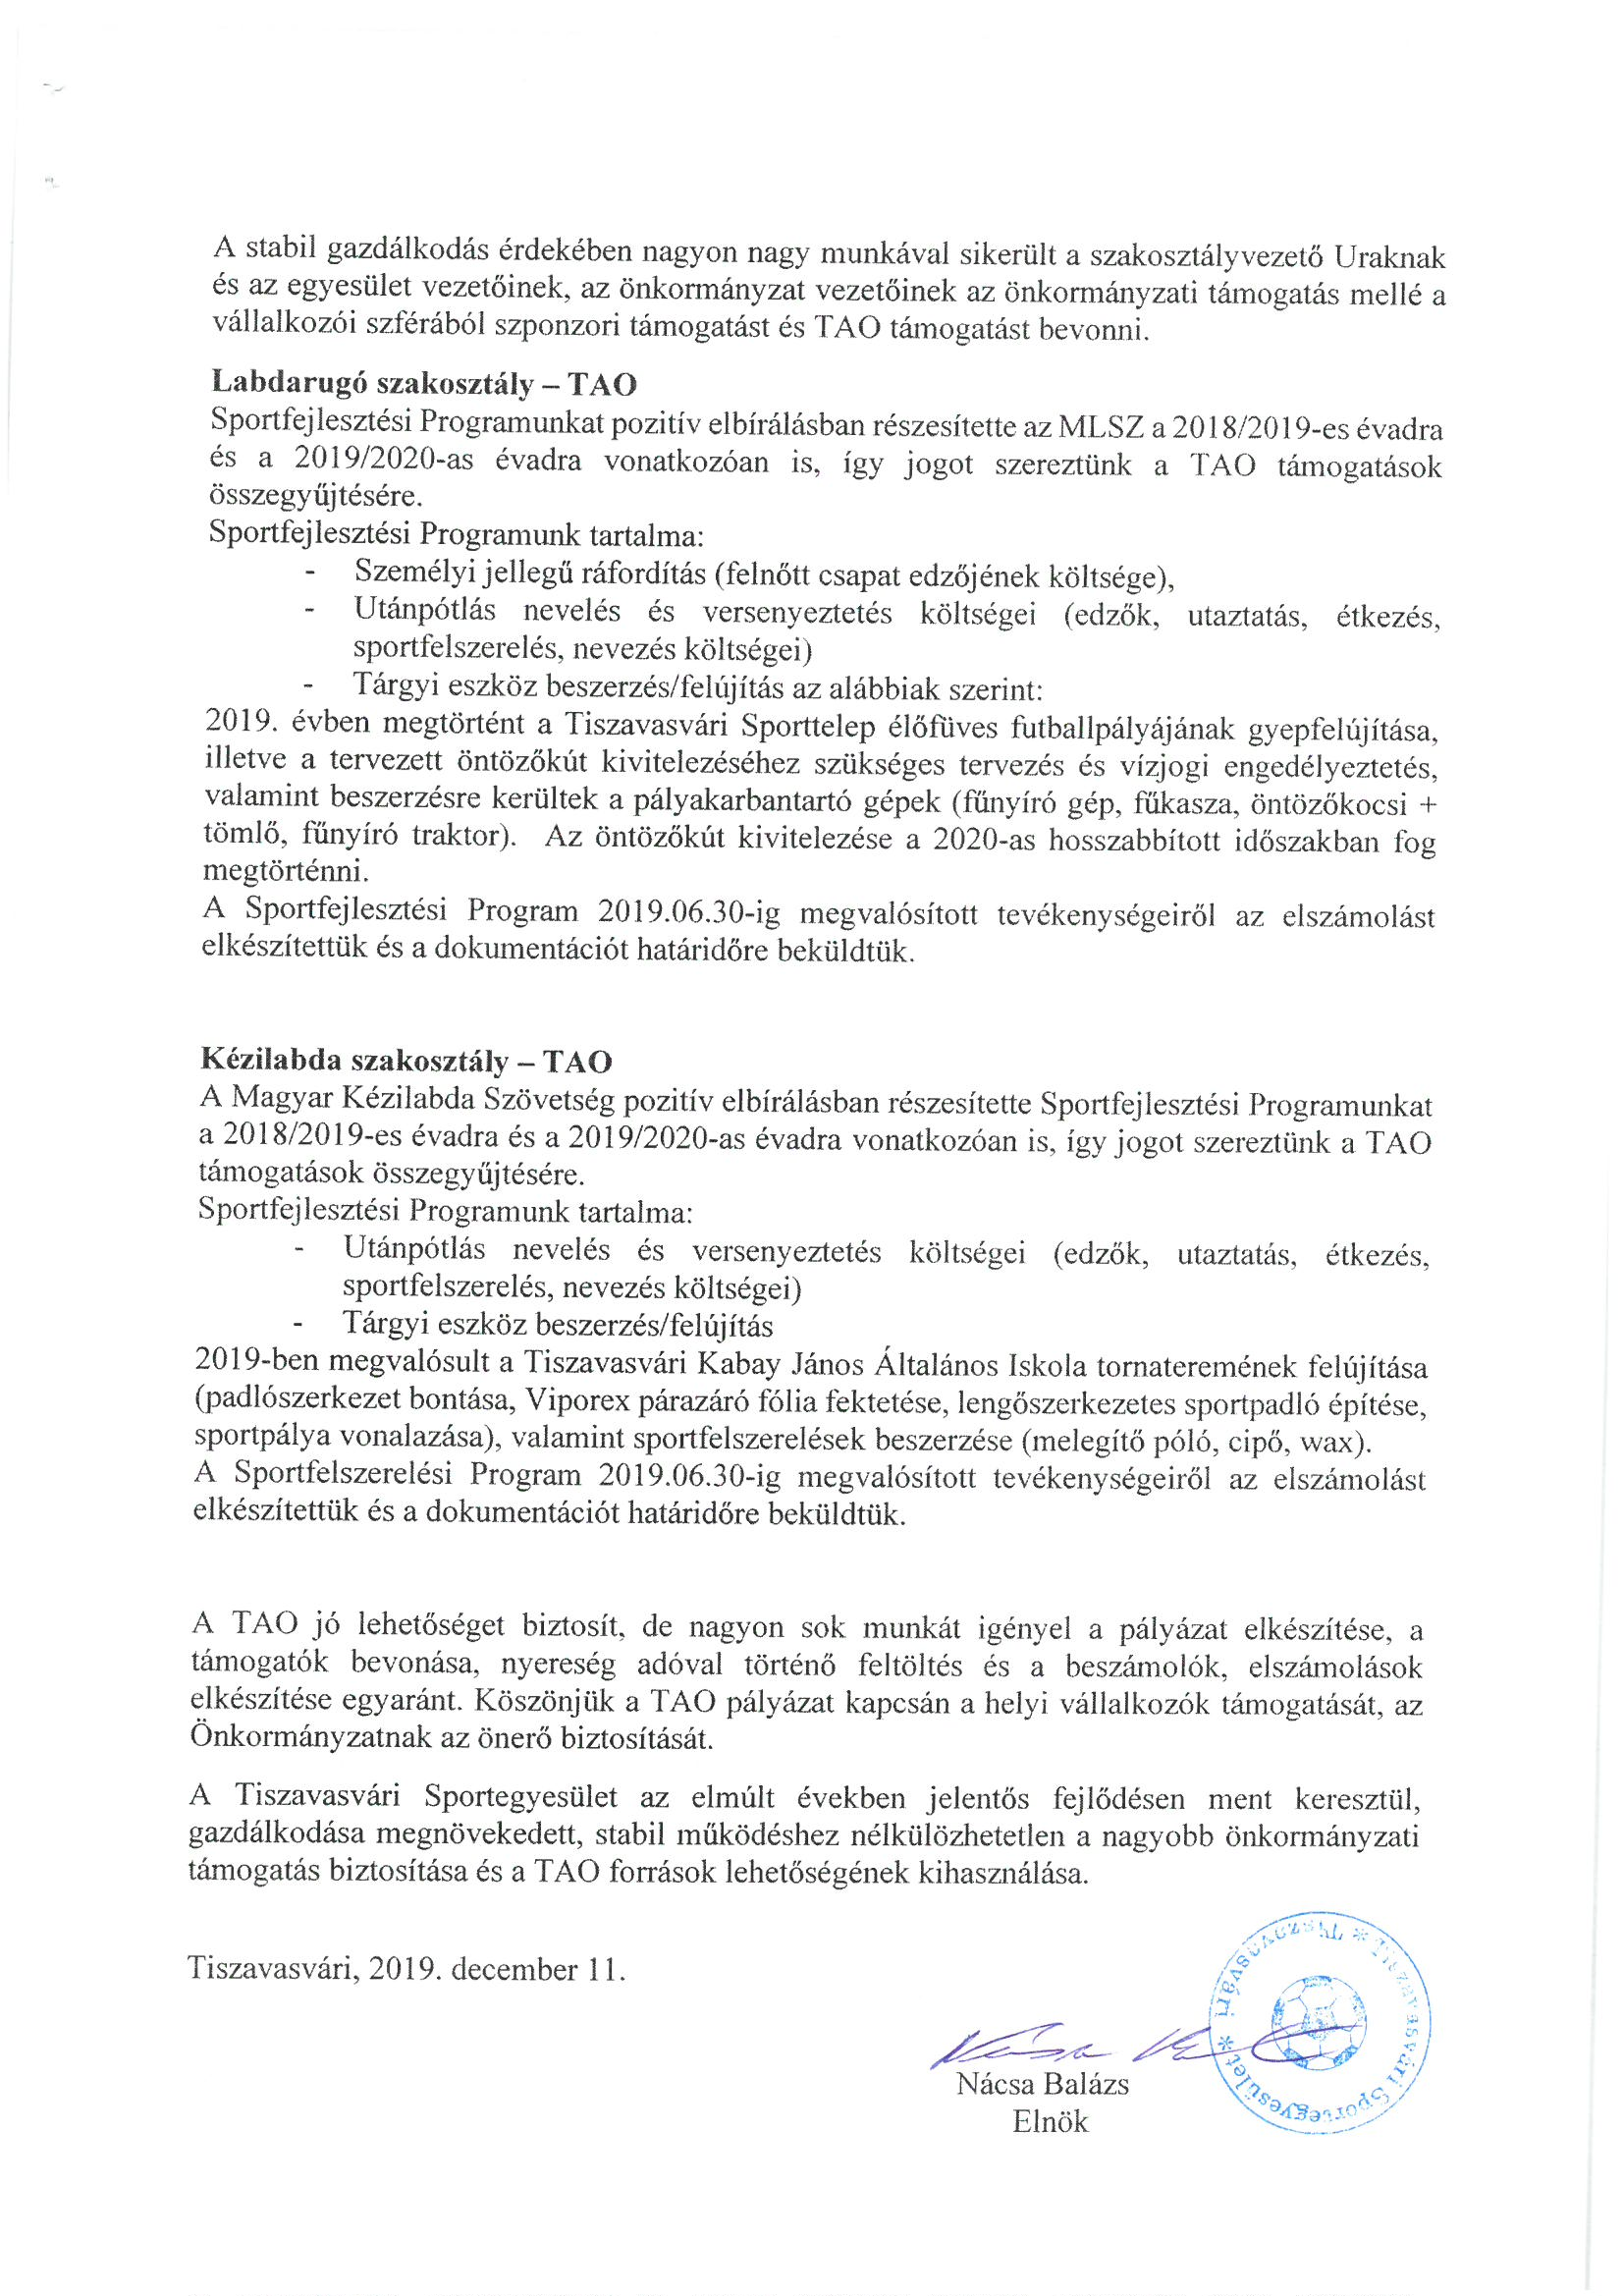 A stabil gazdálkodás érdekében nagyon nagy munkával sikerült a szakosztályvezető Uraknak
és az egyesület vezetőinek, az önkormányzat vezetőinek az önkormányzati támogatás mellé a
vállalkozói szférából szponzori támogatást és TAO támogatást bevonni.
Labdarugó szakosztály – TAO
Sportfejlesztési Programunkat pozitív elbírálásban részesítette az MLSZ a 2018/2019-es évadra
és a 2019/2020-as évadra vonatkozóan is, így jogot szereztünk a TAO támogatások
összegyűjtésére.
Sportfejlesztési Programunk tartalma:
- Személyi jellegű ráfordítás (felnőtt csapat edzőjének költsége),
- Utánpótlás nevelés és versenyeztetés költségei (edzők, utaztatás, étkezés,
sportfelszerelés, nevezés költségei)
- Tárgyi eszköz beszerzés/felújítás az alábbiak szerint:
2019. évben megtörtént a Tiszavasvári Sporttelep élőfüves futballpályájának gyepfelújítása,
illetve a tervezett öntözőkút kivitelezéséhez szükséges tervezés és vízjogi engedélyeztetés,
valamint beszerzésre kerültek a pályakarbantartó gépek (fűnyíró gép, fűkasza, öntözőkocsi +
tömlő, fűnyíró traktor). Az öntözőkút kivitelezése a 2020-as hosszabbított időszakban fog
megtörténni.
A Sportfejlesztési Program 2019.06.30-ig megvalósított tevékenységeiről az elszámolást
elkészítettük és a dokumentációt határidőre beküldtük.
Kézilabda szakosztály – TAO
A Magyar Kézilabda Szövetség pozitív elbírálásban részesítette Sportfejlesztési Programunkat
a 2018/2019-es évadra és a 2019/2020-as évadra vonatkozóan is, így jogot szereztünk a TAO
támogatások összegyűjtésére.
Sportfejlesztési Programunk tartalma:
- Utánpótlás nevelés és versenyeztetés költségei (edzők, utaztatás, étkezés,
sportfelszerelés, nevezés költségei)
- Tárgyi eszköz beszerzés/felújítás
2019-ben megvalósult a Tiszavasvári Kabay János Általános Iskola tornateremének felújítása
(padlószerkezet bontása, Viporex párazáró fólia fektetése, lengőszerkezetes sportpadló építése,
sportpálya vonalazása), valamint sportfelszerelések beszerzése (melegítő póló, cipő, wax).
A Sportfelszerelési Program 2019.06.30-ig megvalósított tevékenységeiről az elszámolást
elkészítettük és a dokumentációt határidőre beküldtük.
A TAO jó lehetőséget biztosít, de nagyon sok munkát igényel a pályázat elkészítése, a
támogatók bevonása, nyereség adóval történő feltöltés és a beszámolók, elszámolások
elkészítése egyaránt. Köszönjük a TAO pályázat kapcsán a helyi vállalkozók támogatását, az
Önkormányzatnak az önerő biztosítását.
A Tiszavasvári Sportegyesület az elmúlt években jelentős fejlődésen ment keresztül,
gazdálkodása megnövekedett, stabil működéshez nélkülözhetetlen a nagyobb önkormányzati
támogatás biztosítása és a TAO források lehetőségének kihasználása.
Tiszavasvári, 2019. december 11.
Nácsa Balázs
Elnök
Tiszavasvári Sportegyesület * Tiszavasvári